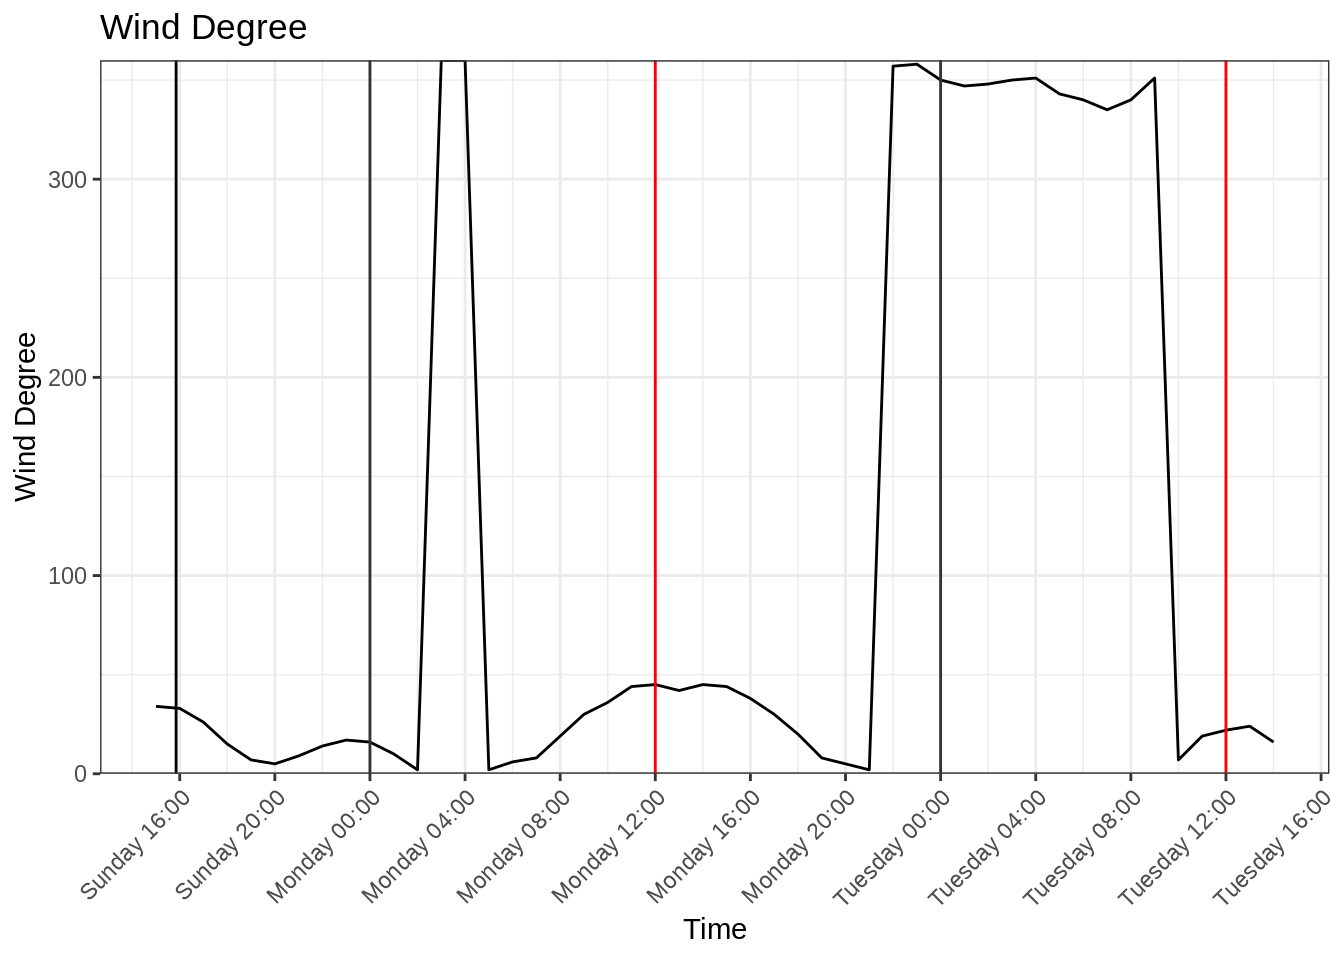 Wind Degree
Wind Degree
300
200
100
0
Sunday 16:00
Sunday 20:00
Monday 00:00
Monday 04:00
Monday 08:00
Monday 12:00
Monday 16:00
Monday 20:00
Tuesday 00:00
Tuesday 04:00
Tuesday 08:00
Tuesday 12:00
Tuesday 16:00
Time